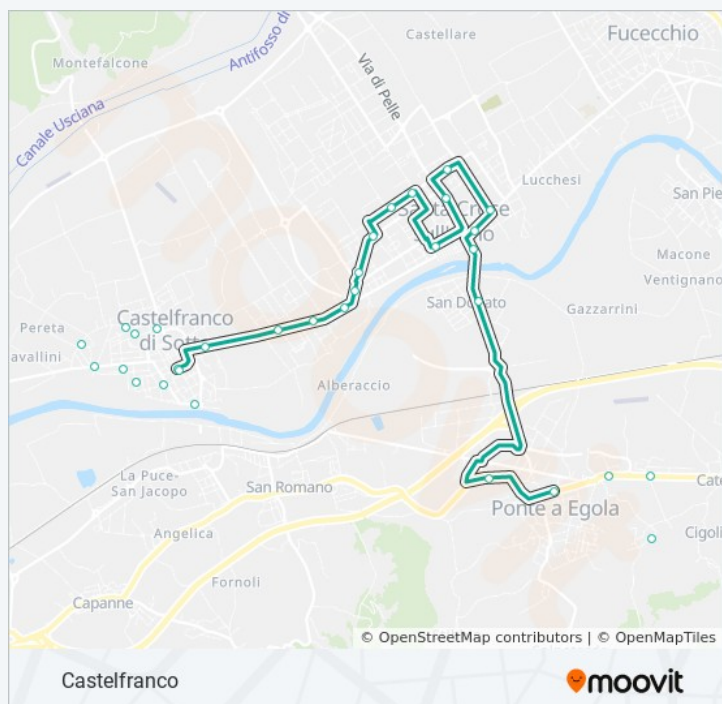 Fucecchio
Castellare
Montefalcone
Antifosso di
Via di Pelle
Canale Usciana
Lucchesi
San Pie
Santa Croce
sull'Arno
Macone
Ventignano
San Donato
Gazzarrini
Castelfranco
di Sotto
Pereta
avallini
Alberaccio
La Puce-
San Jacopo
San Romano
Cate
Ponte a Egola
Cigoli
Angelica
Fornoli
Capanne
© OpenStreetMap contributors | © OpenMapTiles
Castelfranco
moovit